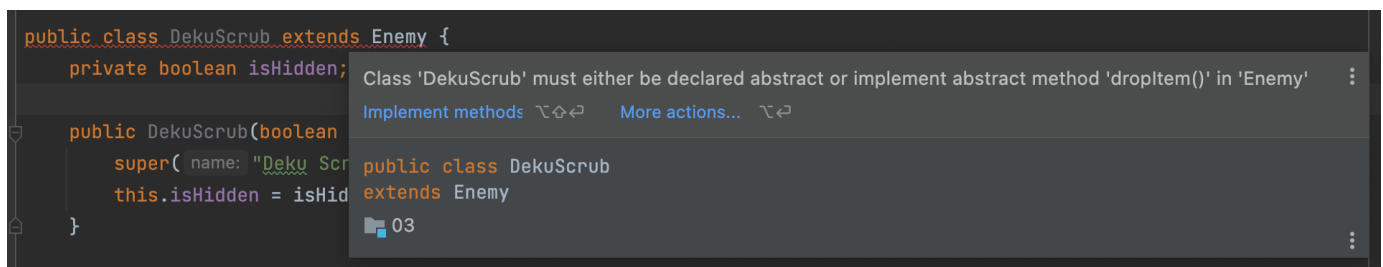 public class DekuScrub extends Enemy {
private boolean isHidden;
Class 'DekuScrub' must either be declared abstract or implement abstract method 'dropItem()' in 'Enemy'
Implement methods ⌥⇧⏎ More actions... ⌥⏎
public DekuScrub(boolean
super( name: "Deku Scr
this.isHidden = isHid
}
public class DekuScrub
extends Enemy
03